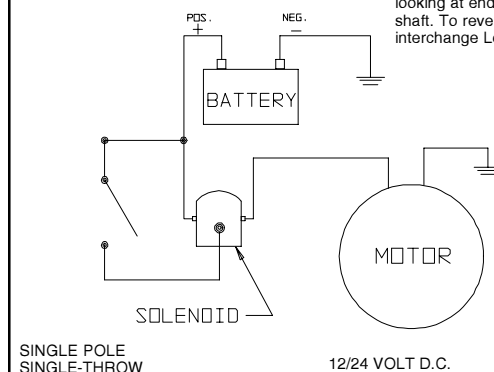 looking at end
shaft. To reve
interchange Le
POS.
NEG.
+
−
BATTERY
MOTOR
SOLENOID
SINGLE POLE
SINGLE-THROW
12/24 VOLT D.C.